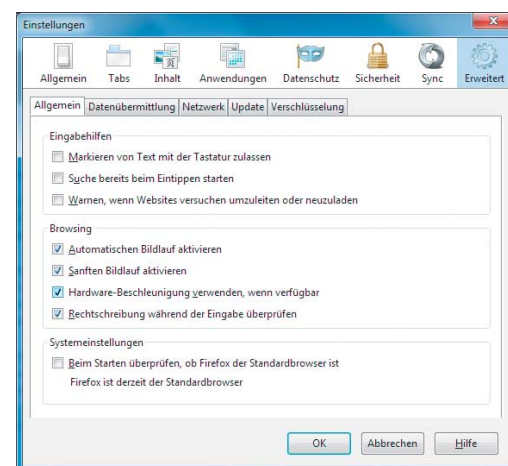 Einstellungen
Allgemein Tabs Inhalt Anwendungen Datenschutz Sicherheit Sync Erweitert
Allgemein Datenübermittlung Netzwerk Update Verschlüsselung
Eingabehilfen
Markieren von Text mit der Tastatur zulassen
Suche bereits beim Eintippen starten
Warnen, wenn Websites versuchen umzuleiten oder neuzuladen
Browsing
Automatischen Bildlauf aktivieren
Sanften Bildlauf aktivieren
Hardware-Beschleunigung verwenden, wenn verfügbar
Rechtschreibung während der Eingabe überprüfen
Systemeinstellungen
Beim Starten überprüfen, ob Firefox der Standardbrowser ist
Firefox ist derzeit der Standardbrowser
OK Abbrechen Hilfe